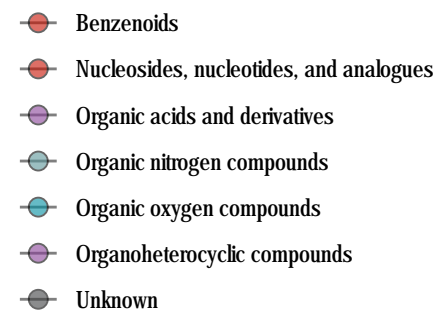 Benzenoids
Nucleosides, nucleotides, and analogues
Organic acids and derivatives
Organic nitrogen compounds
Organic oxygen compounds
Organoheterocyclic compounds
Unknown